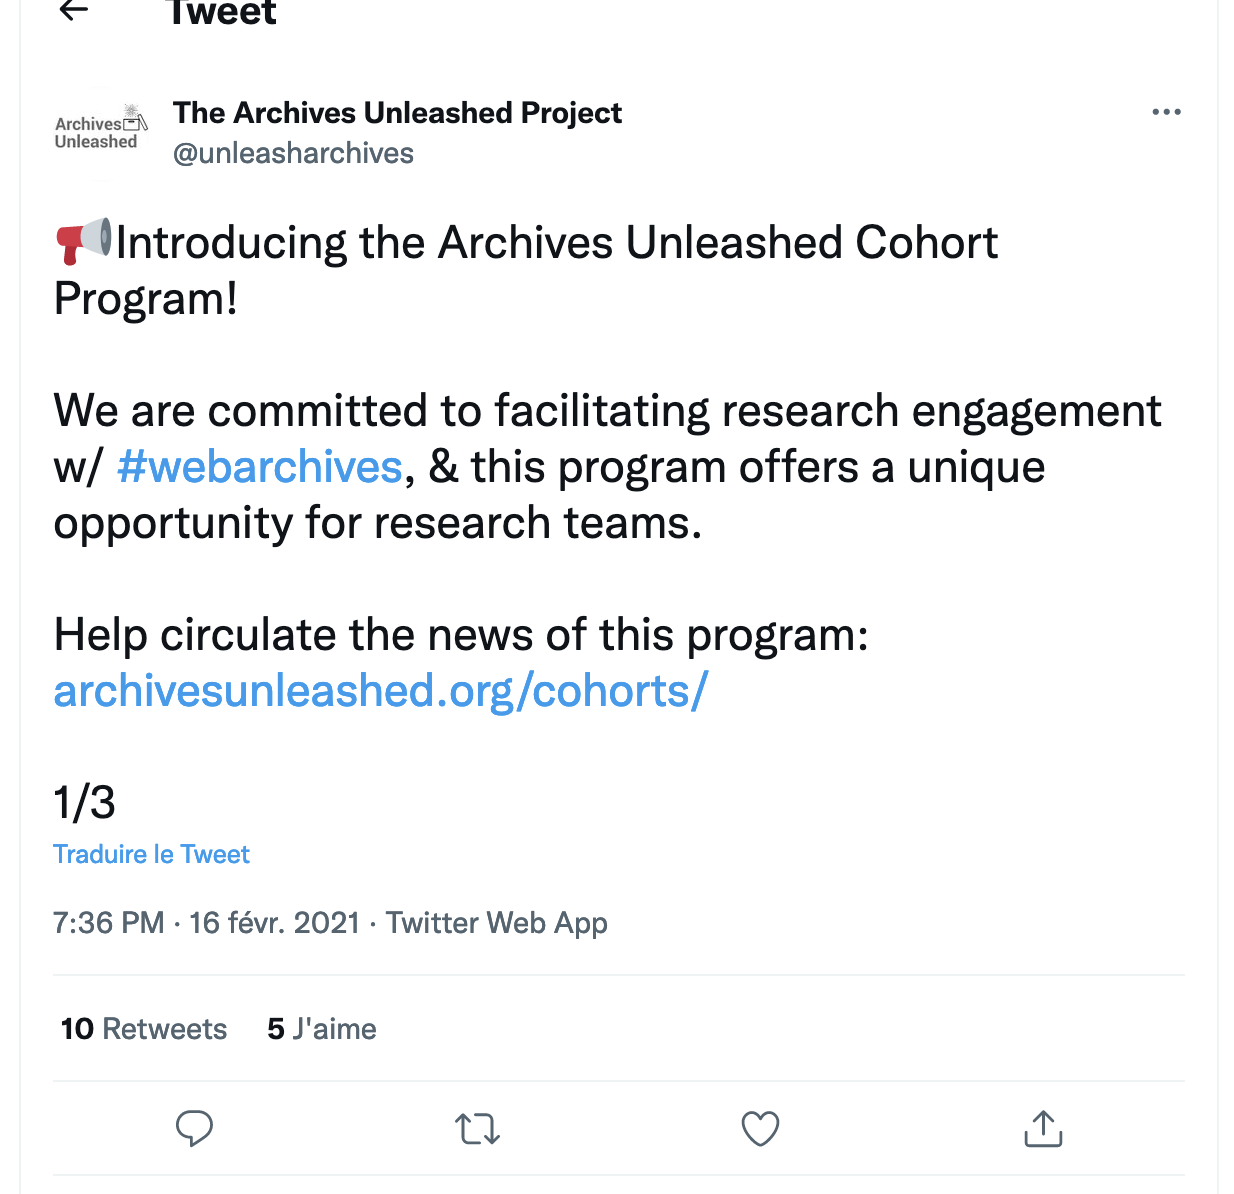 Tweet
Archives
Unleashed
The Archives Unleashed Project
@unleasharchives
📢Introducing the Archives Unleashed Cohort
Program!
We are committed to facilitating research engagement
w/ #webarchives, & this program offers a unique
opportunity for research teams.
Help circulate the news of this program:
archivesunleashed.org/cohorts/
1/3
Traduire le Tweet
7:36 PM · 16 févr. 2021 · Twitter Web App
10 Retweets 5 J'aime